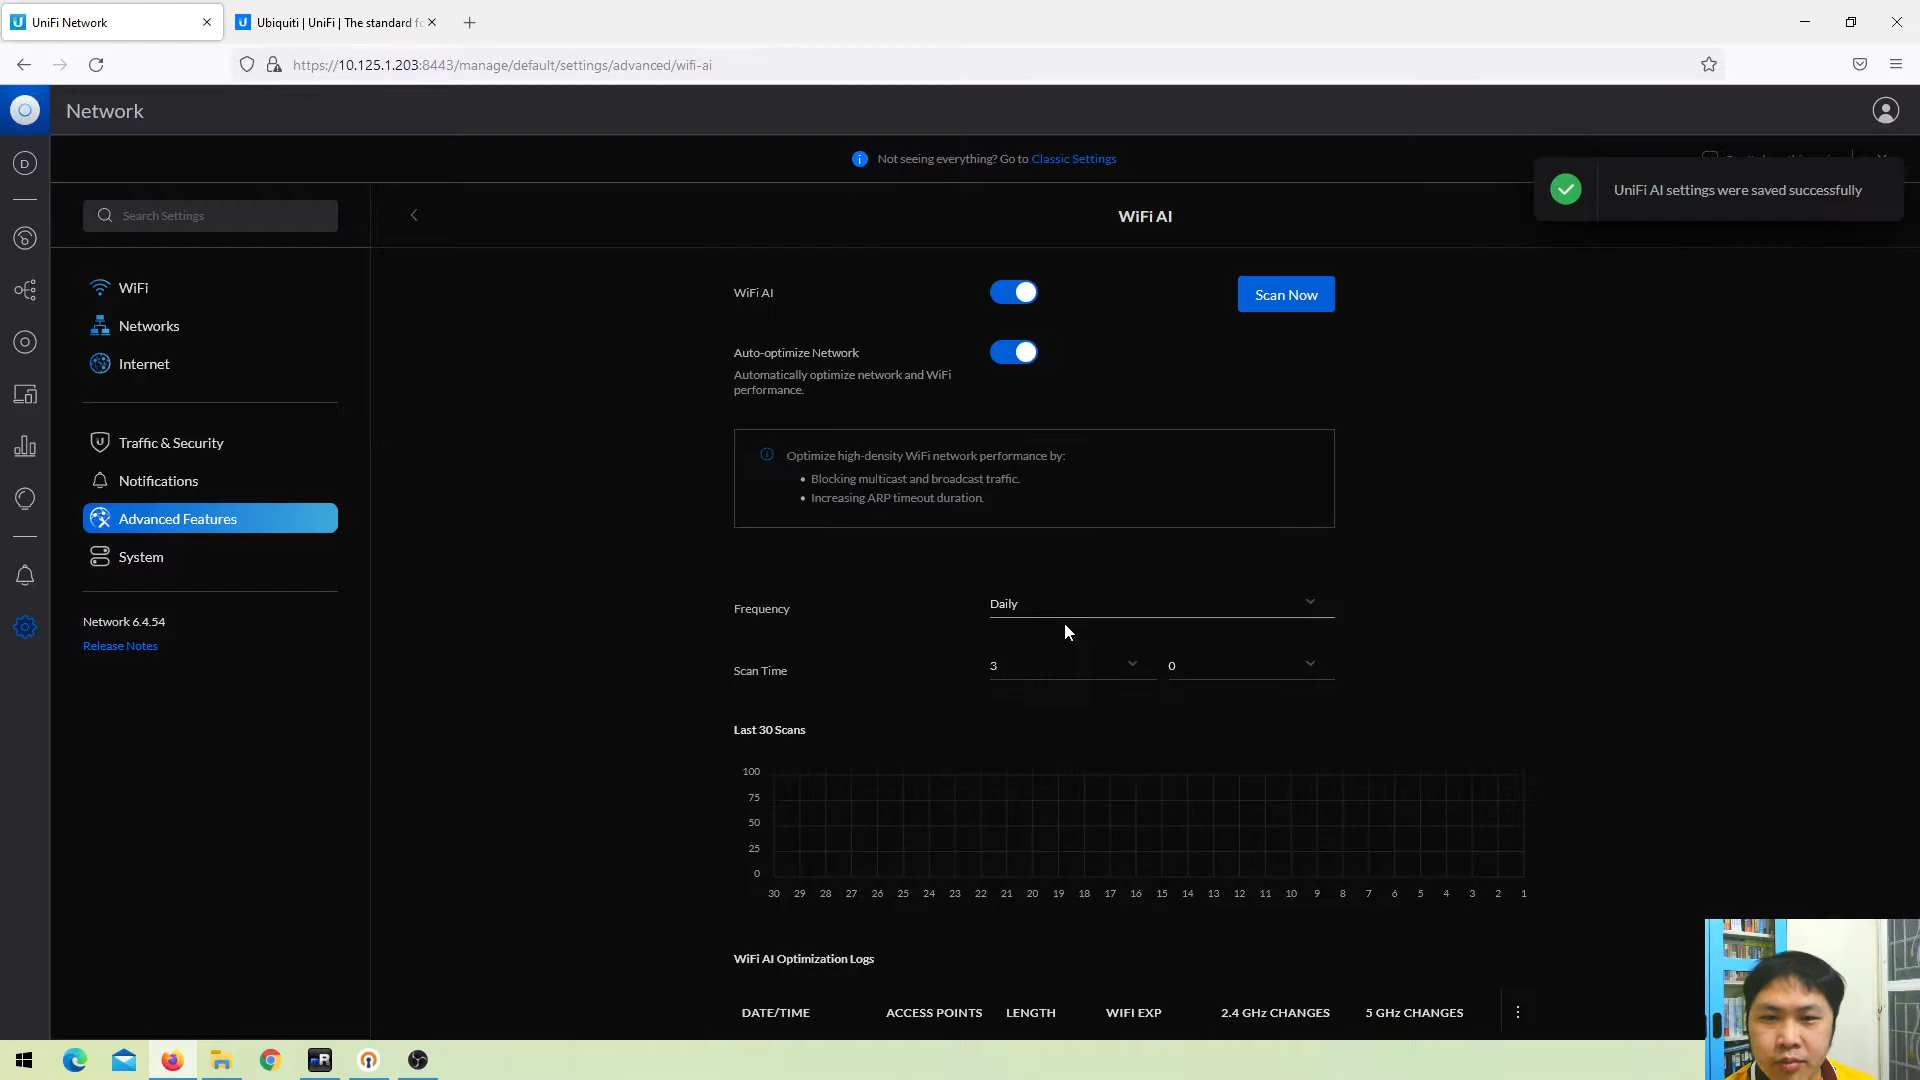 UniFi Network
Ubiquiti | UniFi | The standard fo
https://10.125.1.203:8443/manage/default/settings/advanced/wifi-ai
Network
D
Not seeing everything? Go to Classic Settings
UniFi AI settings were saved successfully
Search Settings
WiFi AI
WiFi
Networks
Internet
Traffic & Security
Notifications
Advanced Features
System
Network 6.4.54
Release Notes
WiFi AI
Scan Now
Auto-optimize Network
Automatically optimize network and WiFi
performance.
Optimize high-density WiFi network performance by:
• Blocking multicast and broadcast traffic.
• Increasing ARP timeout duration.
Frequency
Daily
Scan Time
3 0
Last 30 Scans
100
75
50
25
0
30 29 28 27 26 25 24 23 22 21 20 19 18 17 16 15 14 13 12 11 10 9 8 7 6 5 4 3 2 1
WiFi AI Optimization Logs
DATE/TIME ACCESS POINTS LENGTH WIFI EXP 2.4 GHz CHANGES 5 GHz CHANGES